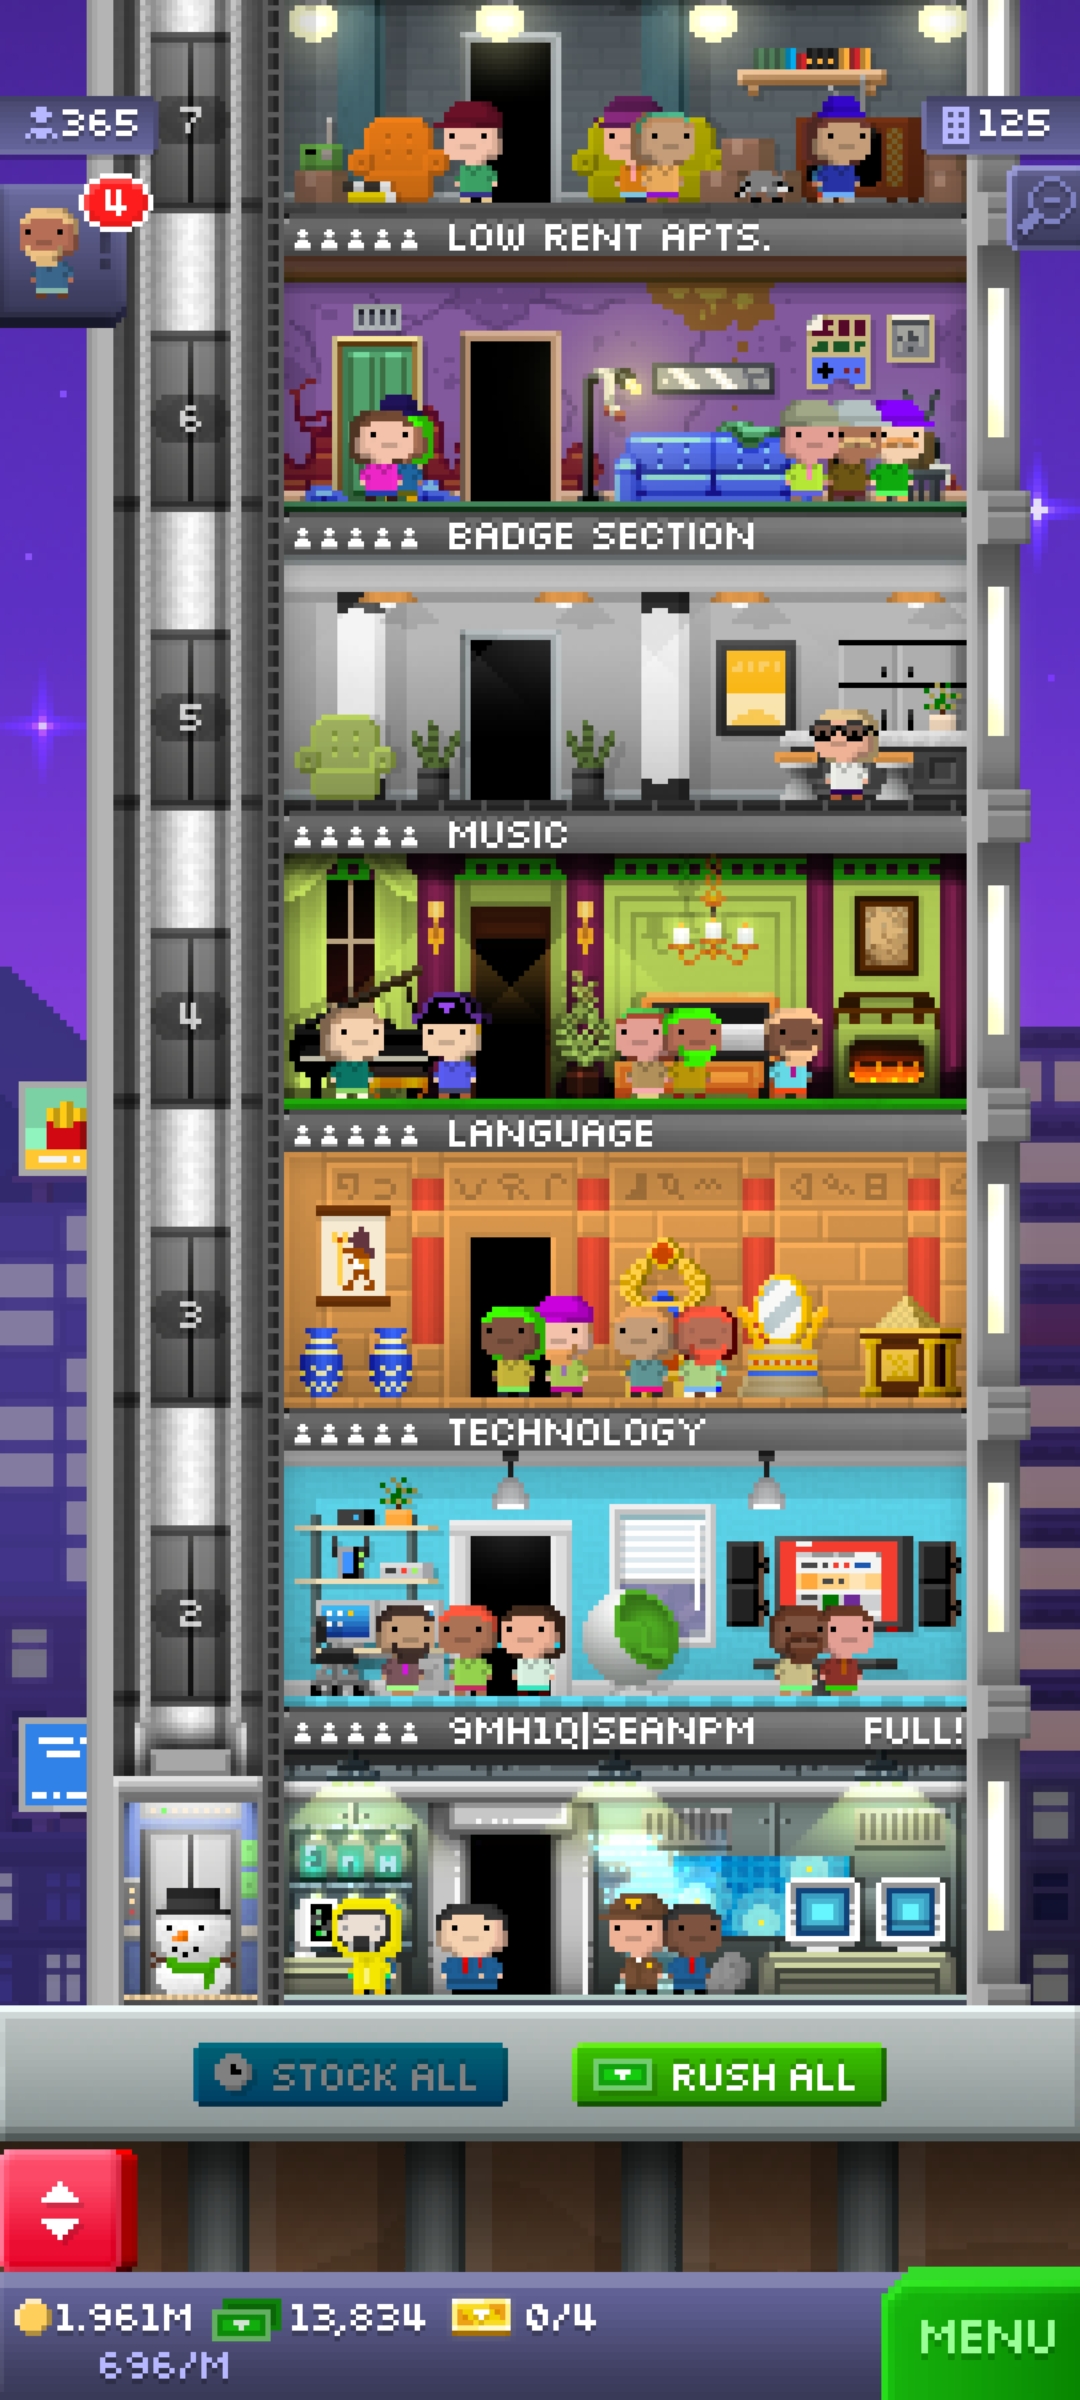 7
365
125
4
LOW RENT APTS.
6
BADGE SECTION
5
MUSIC
4
LANGUAGE
3
TECHNOLOGY
2
9MH1Q|SEANPM FULL!
STOCK ALL
RUSH ALL
1.961M 13,834 0/4
696/M
MENU